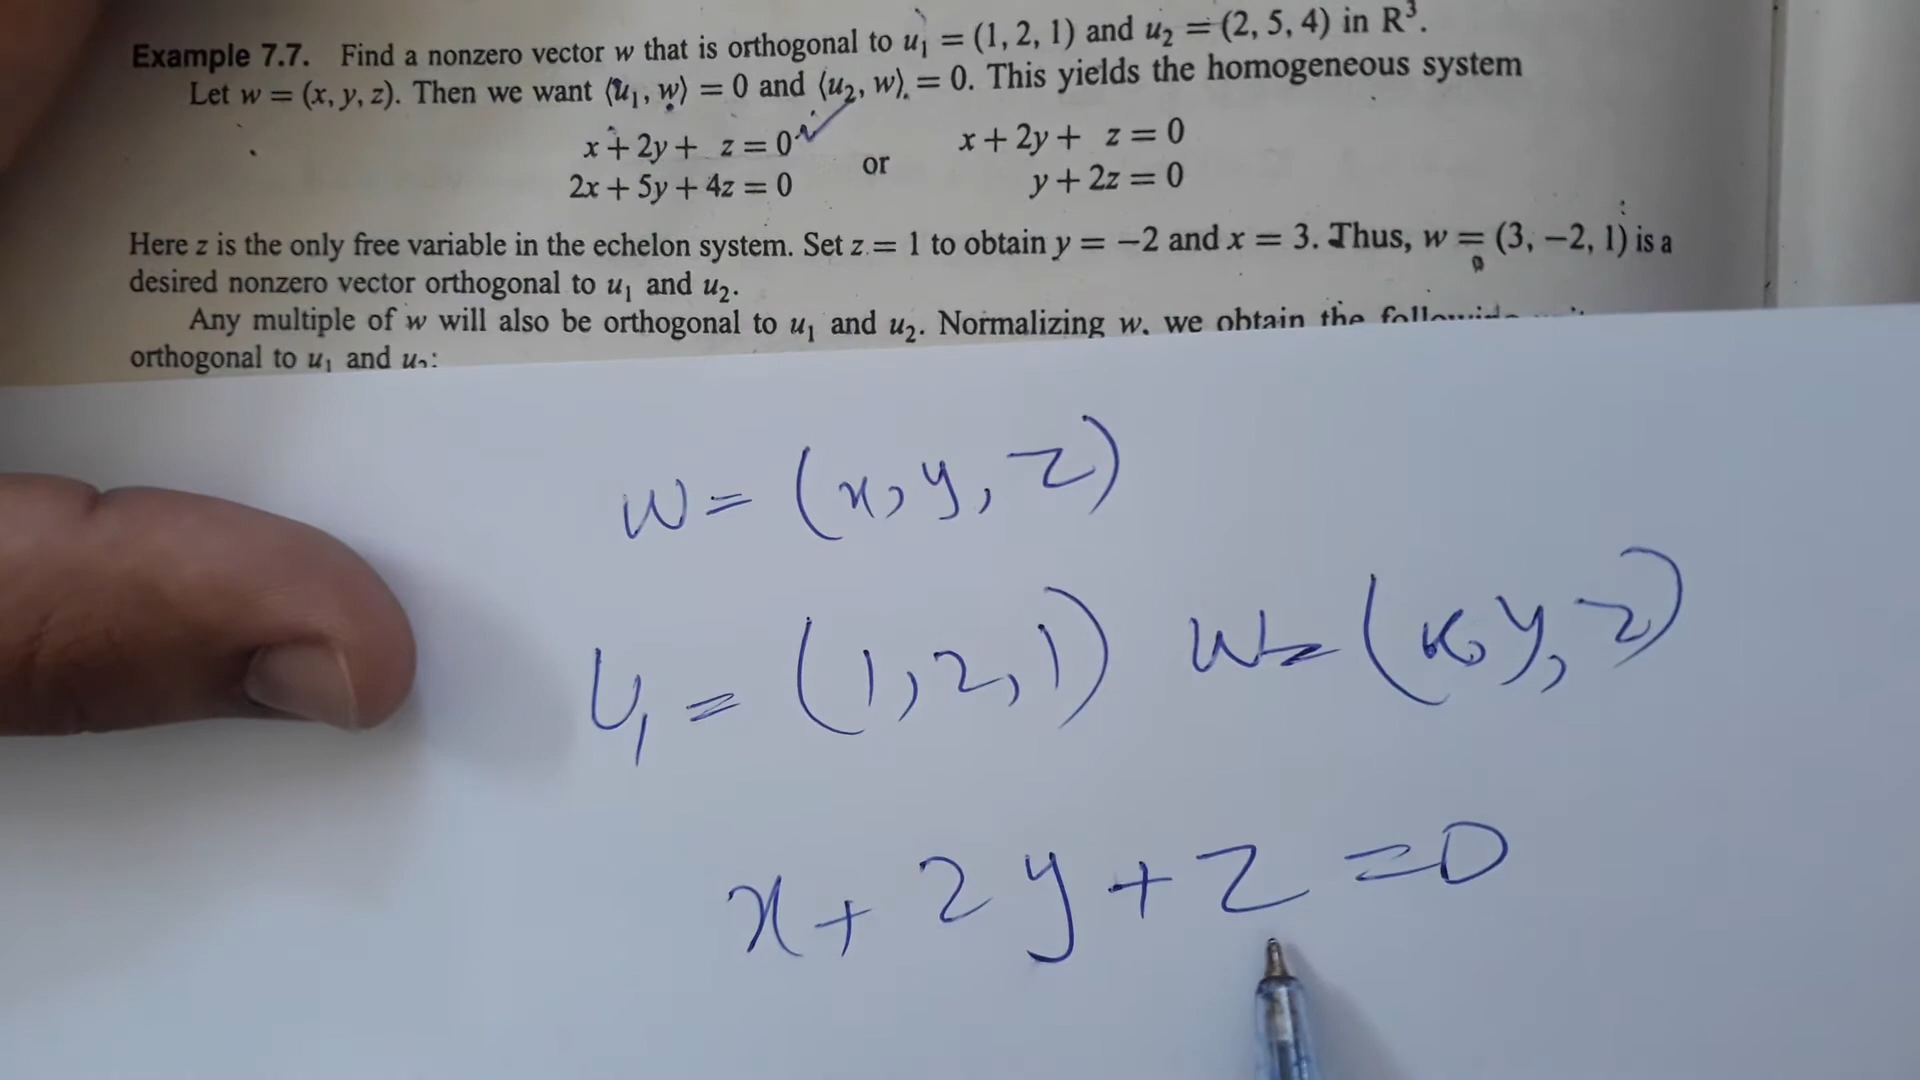 Example 7.7. Find a nonzero vector w that is orthogonal to u₁ = (1, 2, 1) and u₂ = (2, 5, 4) in R³.
Let w = (x, y, z). Then we want ⟨u₁, w⟩ = 0 and ⟨u₂, w⟩ = 0. This yields the homogeneous system
x + 2y + z = 0 or x + 2y + z = 0
2x + 5y + 4z = 0 y + 2z = 0
Here z is the only free variable in the echelon system. Set z = 1 to obtain y = −2 and x = 3. Thus, w = (3, −2, 1) is a
desired nonzero vector orthogonal to u₁ and u₂.
Any multiple of w will also be orthogonal to u₁ and u₂. Normalizing w, we obtain the
orthogonal to u₁ and u₂:
w = (x, y, z)
u₁ = (1, 2, 1) w = (x, y, z)
x + 2y + z = 0